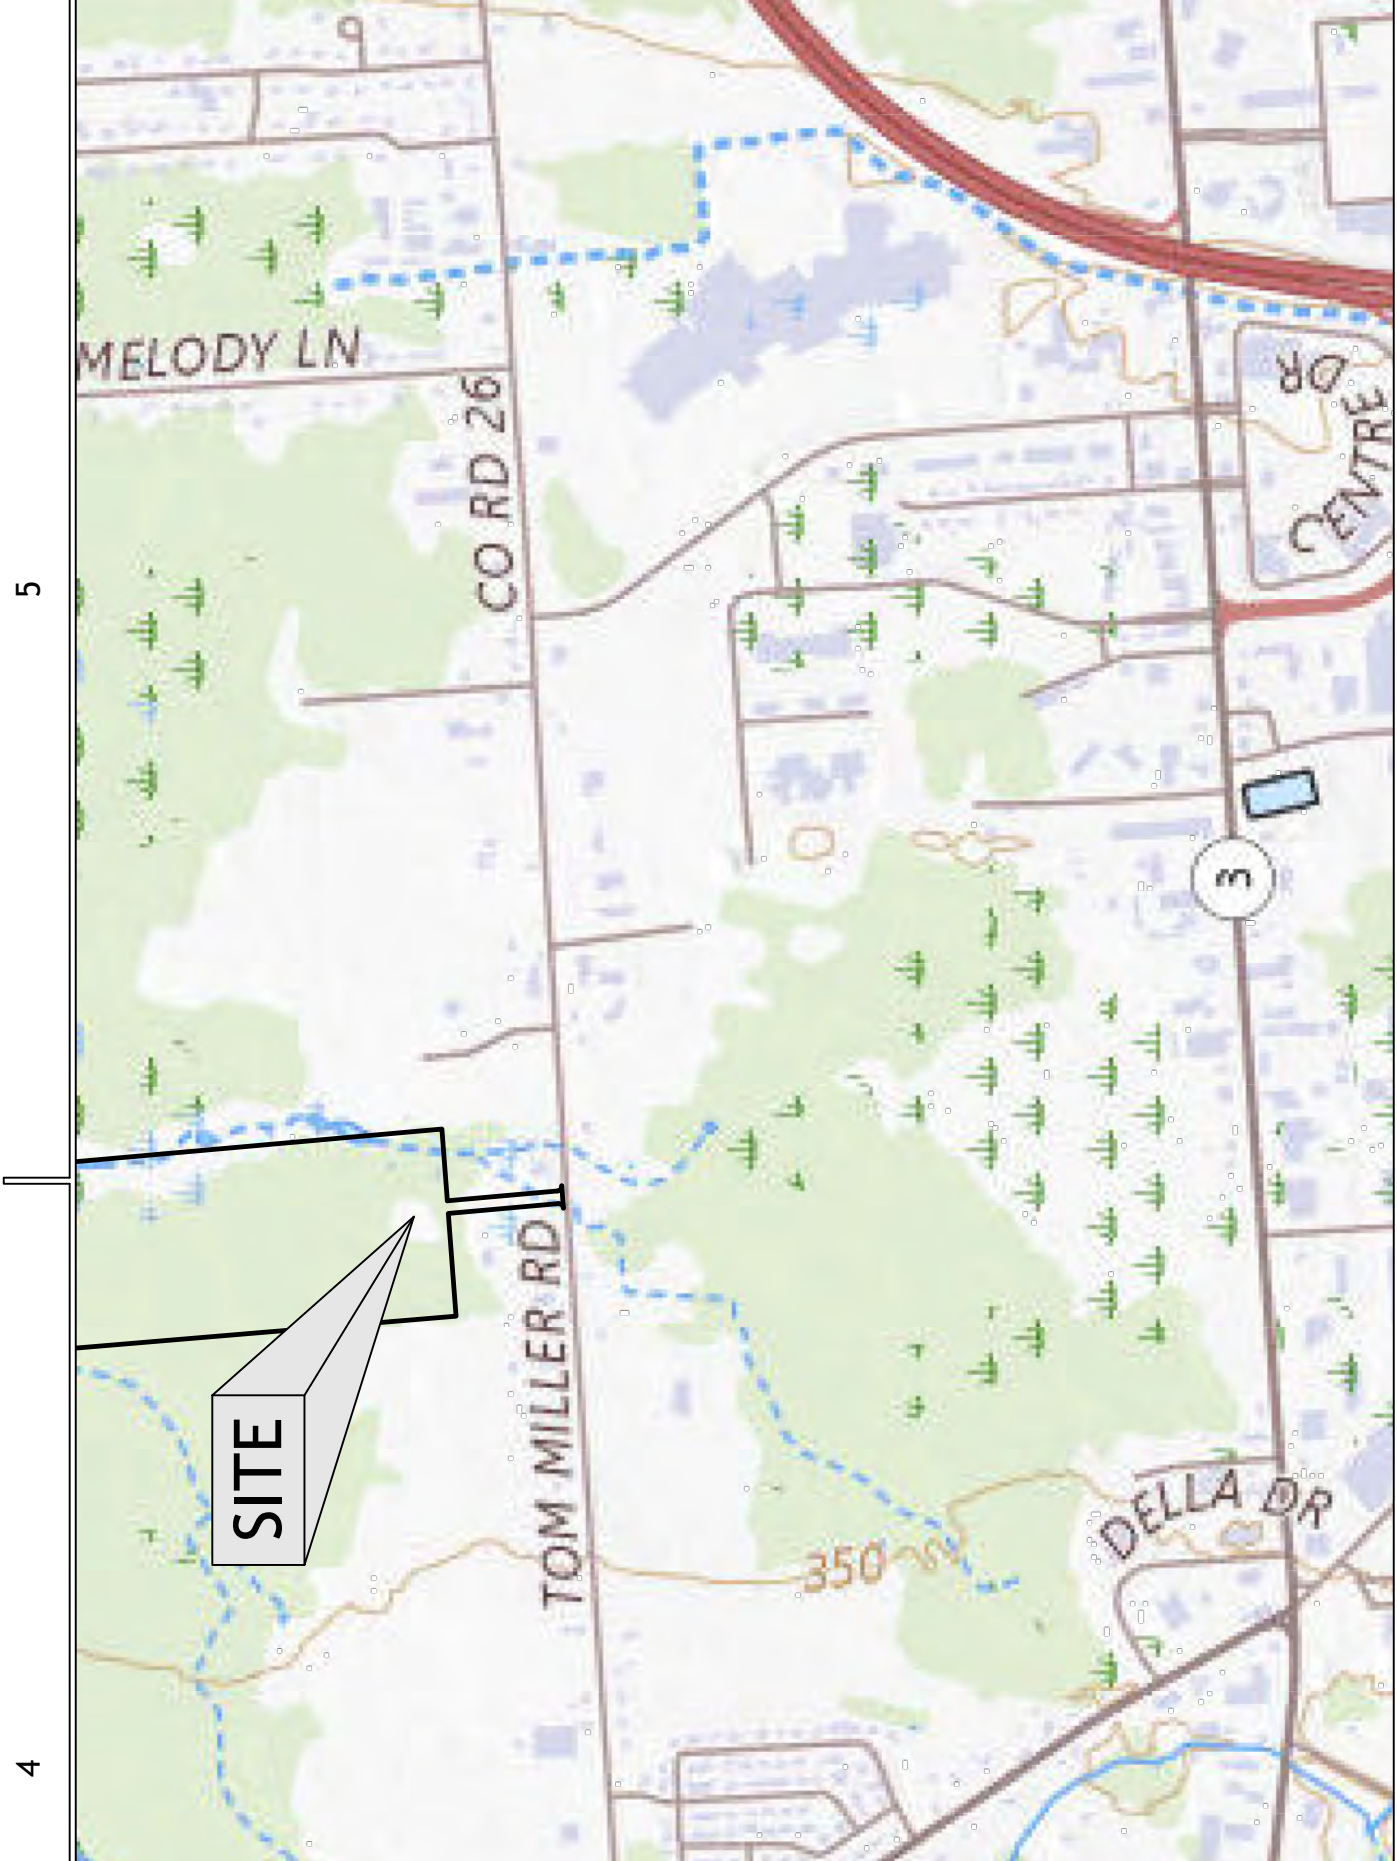 5
4
MELODY LN
CO RD 26
TOM MILLER RD
SITE
350
DELLA DR
3
CENTRE
DR